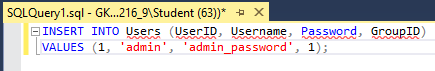 SQLQuery1.sql - GK...216_9\Student (63))*
INSERT INTO Users (UserID, Username, Password, GroupID)
VALUES (1, 'admin', 'admin_password', 1);